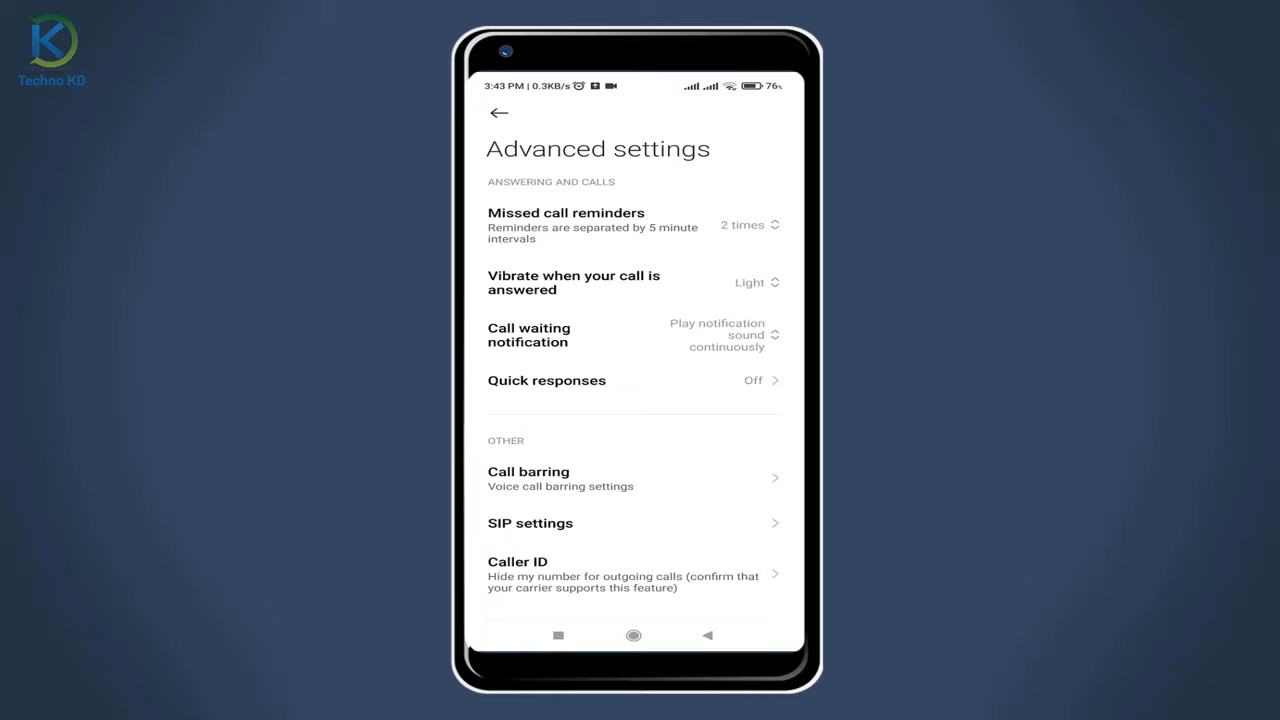 K
Techno KD
3:43 PM | 0.3KB/s 76%
Advanced settings
ANSWERING AND CALLS
Missed call reminders
Reminders are separated by 5 minute
intervals
2 times
Vibrate when your call is
answered
Light
Call waiting
notification
Play notification
sound
continuously
Quick responses
Off
OTHER
Call barring
Voice call barring settings
SIP settings
Caller ID
Hide my number for outgoing calls (confirm that
your carrier supports this feature)